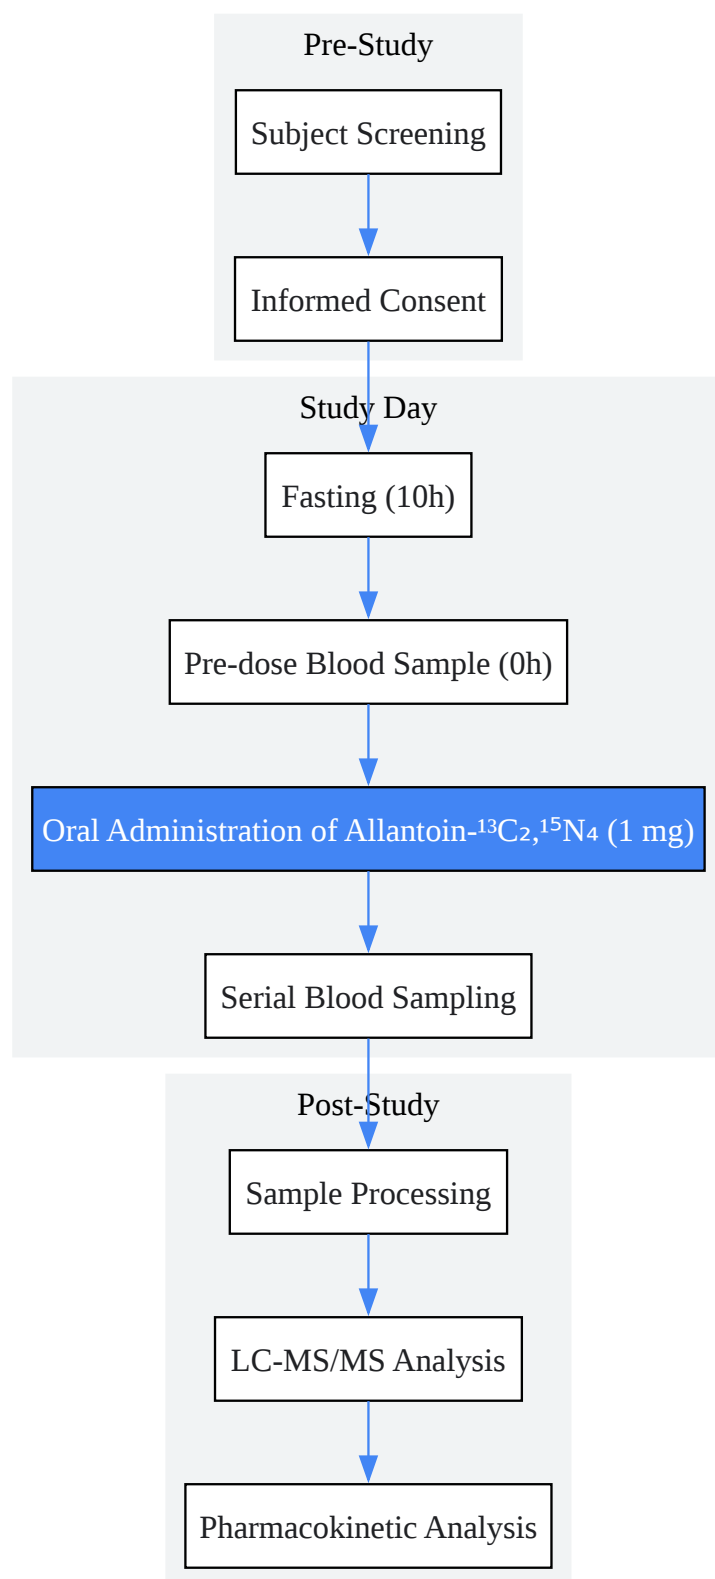 Pre-Study
Subject Screening
Informed Consent
Study Day
Fasting (10h)
Pre-dose Blood Sample (0h)
Oral Administration of Allantoin-¹³C₂,¹⁵N₄ (1 mg)
Serial Blood Sampling
Post-Study
Sample Processing
LC-MS/MS Analysis
Pharmacokinetic Analysis